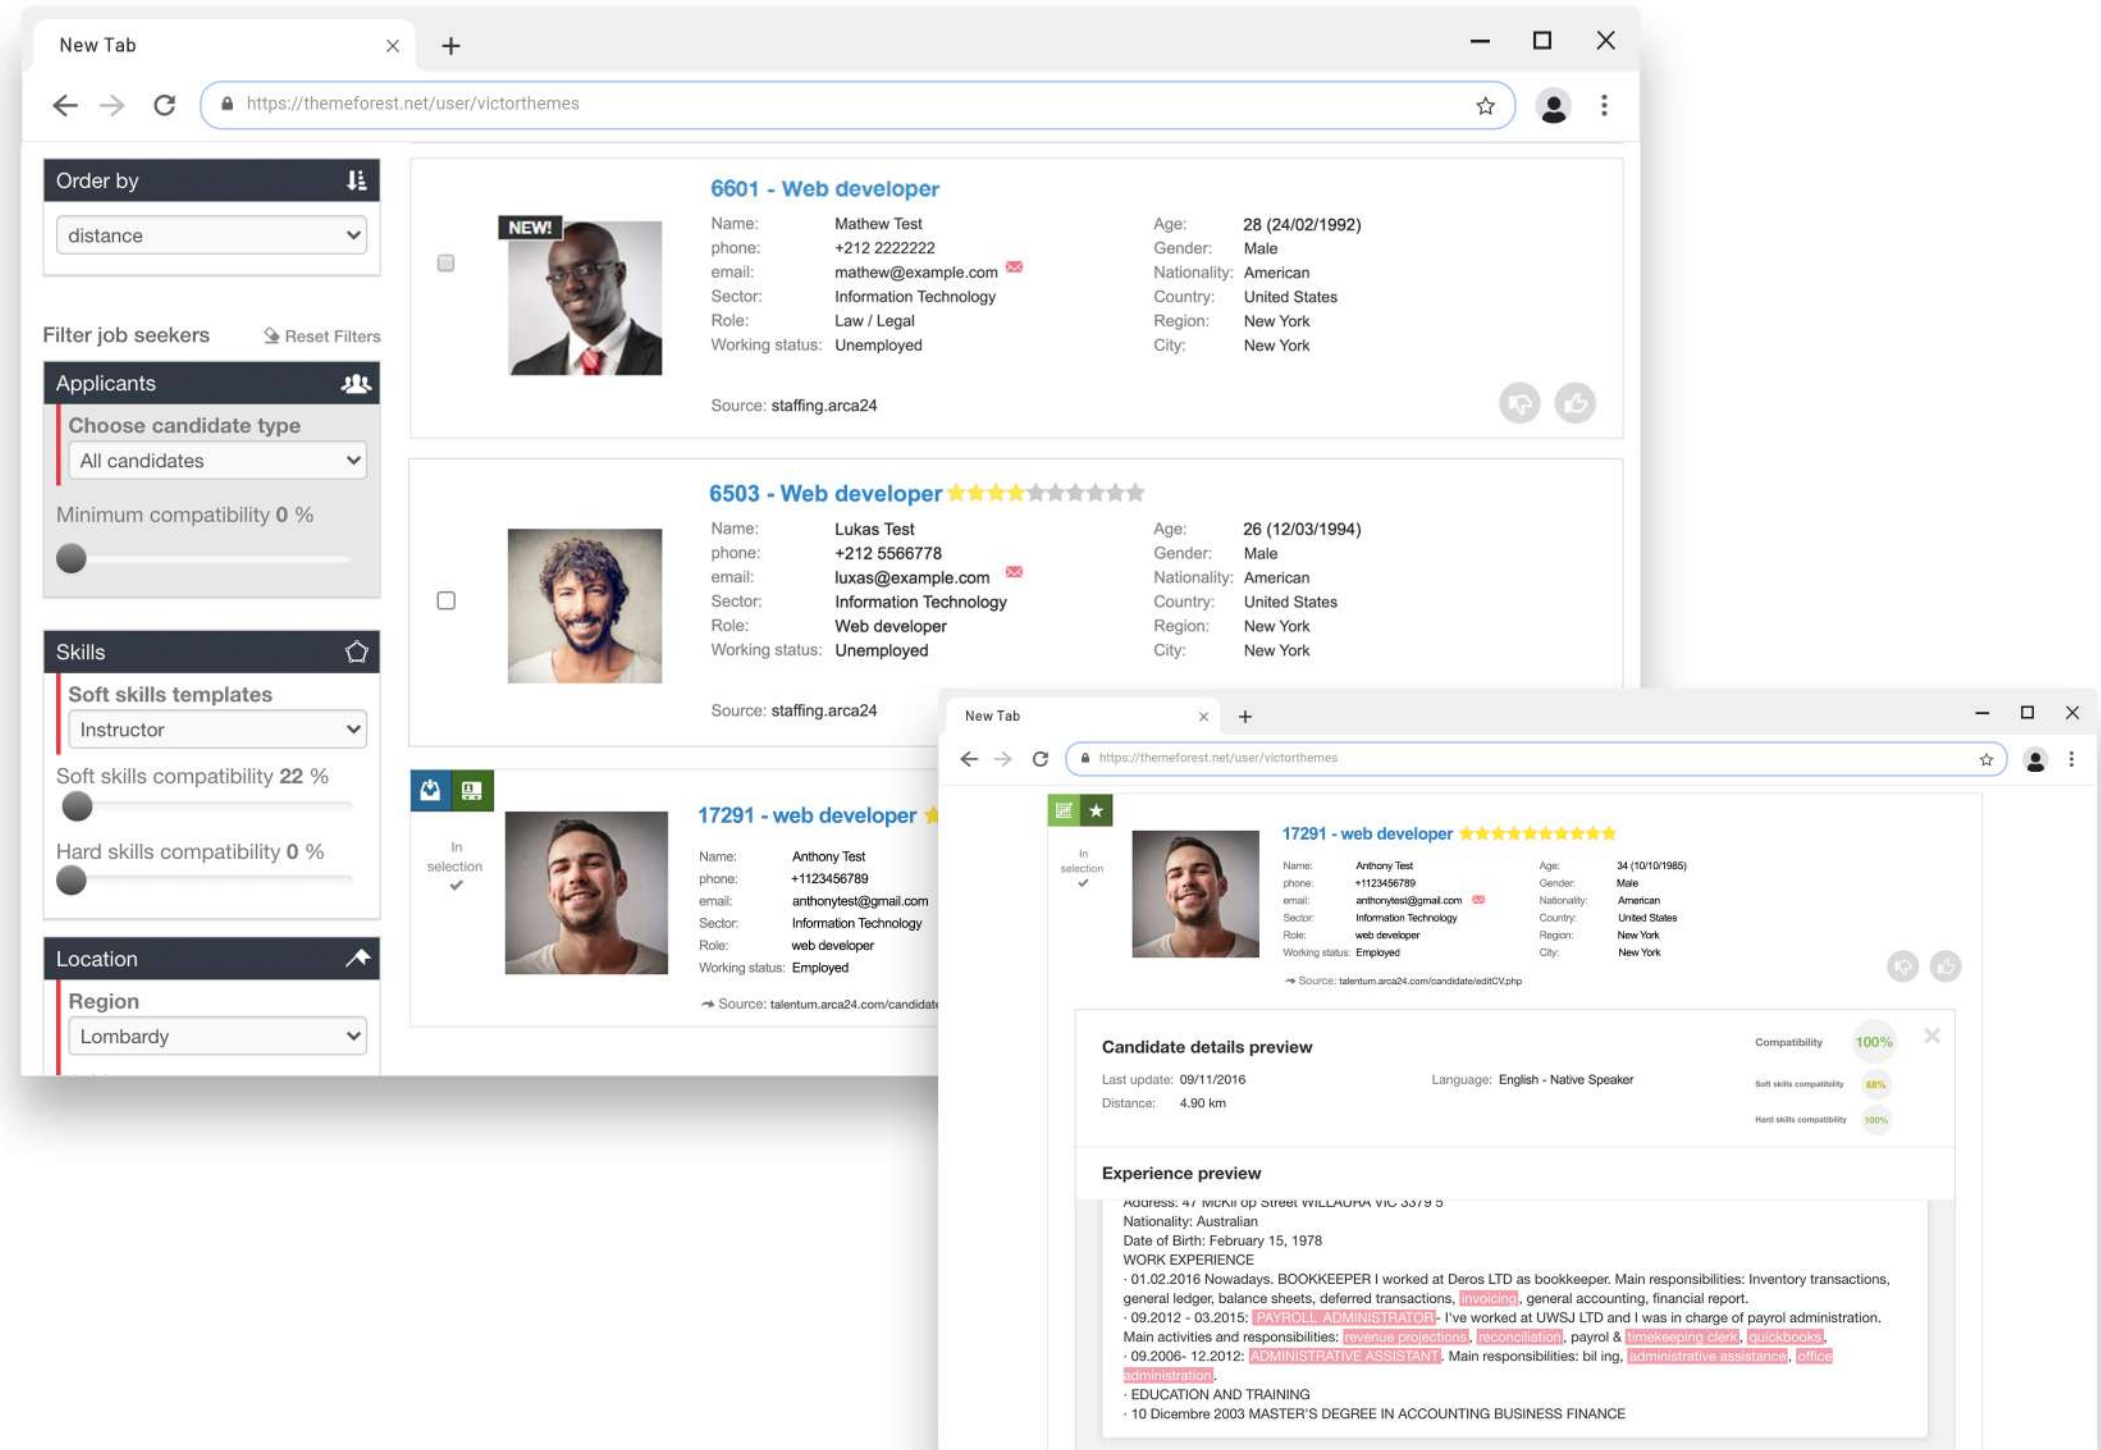 New Tab
https://themeforest.net/user/victorthemes
Order by
distance
Filter job seekers Reset Filters
Applicants
Choose candidate type
All candidates
Minimum compatibility 0 %
Skills
Soft skills templates
Instructor
Soft skills compatibility 22 %
Hard skills compatibility 0 %
Location
Region
Lombardy
NEW!
6601 - Web developer
Name: Mathew Test Age: 28 (24/02/1992)
phone: +212 2222222 Gender: Male
email: mathew@example.com Nationality: American
Sector: Information Technology Country: United States
Role: Law / Legal Region: New York
Working status: Unemployed City: New York
Source: staffing.arca24
6503 - Web developer
Name: Lukas Test Age: 26 (12/03/1994)
phone: +212 5566778 Gender: Male
email: luxas@example.com Nationality: American
Sector: Information Technology Country: United States
Role: Web developer Region: New York
Working status: Unemployed City: New York
Source: staffing.arca24
In
selection
17291 - web developer
Name: Anthony Test
phone: +1123456789
email: anthonytest@gmail.com
Sector: Information Technology
Role: web developer
Working status: Employed
Source: talentum.arca24.com/candidate
New Tab
https://themeforest.net/user/victorthemes
In
selection
17291 - web developer
Name: Anthony Test Age: 34 (10/10/1985)
phone: +1123456789 Gender: Male
email: anthonytest@gmail.com Nationality: American
Sector: Information Technology Country: United States
Role: web developer Region: New York
Working status: Employed City: New York
Source: talentum.arca24.com/candidate/editCV.php
Candidate details preview
Compatibility 100%
Last update: 09/11/2016 Language: English - Native Speaker
Soft skills compatibility 68%
Distance: 4.90 km
Hard skills compatibility 100%
Experience preview
Address: 47 McKil op Street WILLAURA VIC 3379 5
Nationality: Australian
Date of Birth: February 15, 1978
WORK EXPERIENCE
· 01.02.2016 Nowadays. BOOKKEEPER I worked at Deros LTD as bookkeeper. Main responsibilities: Inventory transactions,
general ledger, balance sheets, deferred transactions, invoicing, general accounting, financial report.
· 09.2012 - 03.2015: PAYROLL ADMINISTRATOR- I've worked at UWSJ LTD and I was in charge of payrol administration.
Main activities and responsibilities: revenue projections, reconciliation, payrol & timekeeping clerk, quickbooks,
· 09.2006- 12.2012: ADMINISTRATIVE ASSISTANT. Main responsibilities: bil ing, administrative assistance, office
administration.
· EDUCATION AND TRAINING
· 10 Dicembre 2003 MASTER'S DEGREE IN ACCOUNTING BUSINESS FINANCE